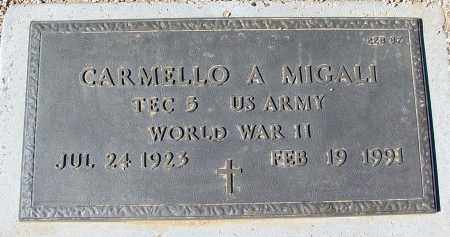 CARMELLO A MIGALI
TEC 5 US ARMY
WORLD WAR II
JUL 24 1923 FEB 19 1991